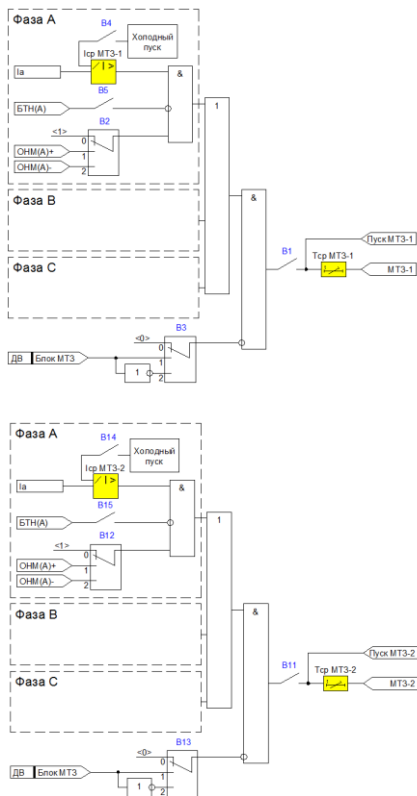 Фаза А
В4
Холодный
пуск
Iср МТЗ-1
Ia
I >
&
В5
БТН(А)
В2
<1>
0
ОНМ(А)+
1
ОНМ(А)-
2
1
Фаза В
&
В1
Пуск МТЗ-1
Тср МТЗ-1
МТЗ-1
Фаза С
В3
<0>
0
ДВ
Блок МТЗ
1
1
2
Фаза А
В14
Холодный
пуск
Iср МТЗ-2
Ia
I >
&
В15
БТН(А)
В12
<1>
0
ОНМ(А)+
1
ОНМ(А)-
2
1
Фаза В
&
В11
Пуск МТЗ-2
Тср МТЗ-2
МТЗ-2
Фаза С
В13
<0>
0
ДВ
Блок МТЗ
1
1
2